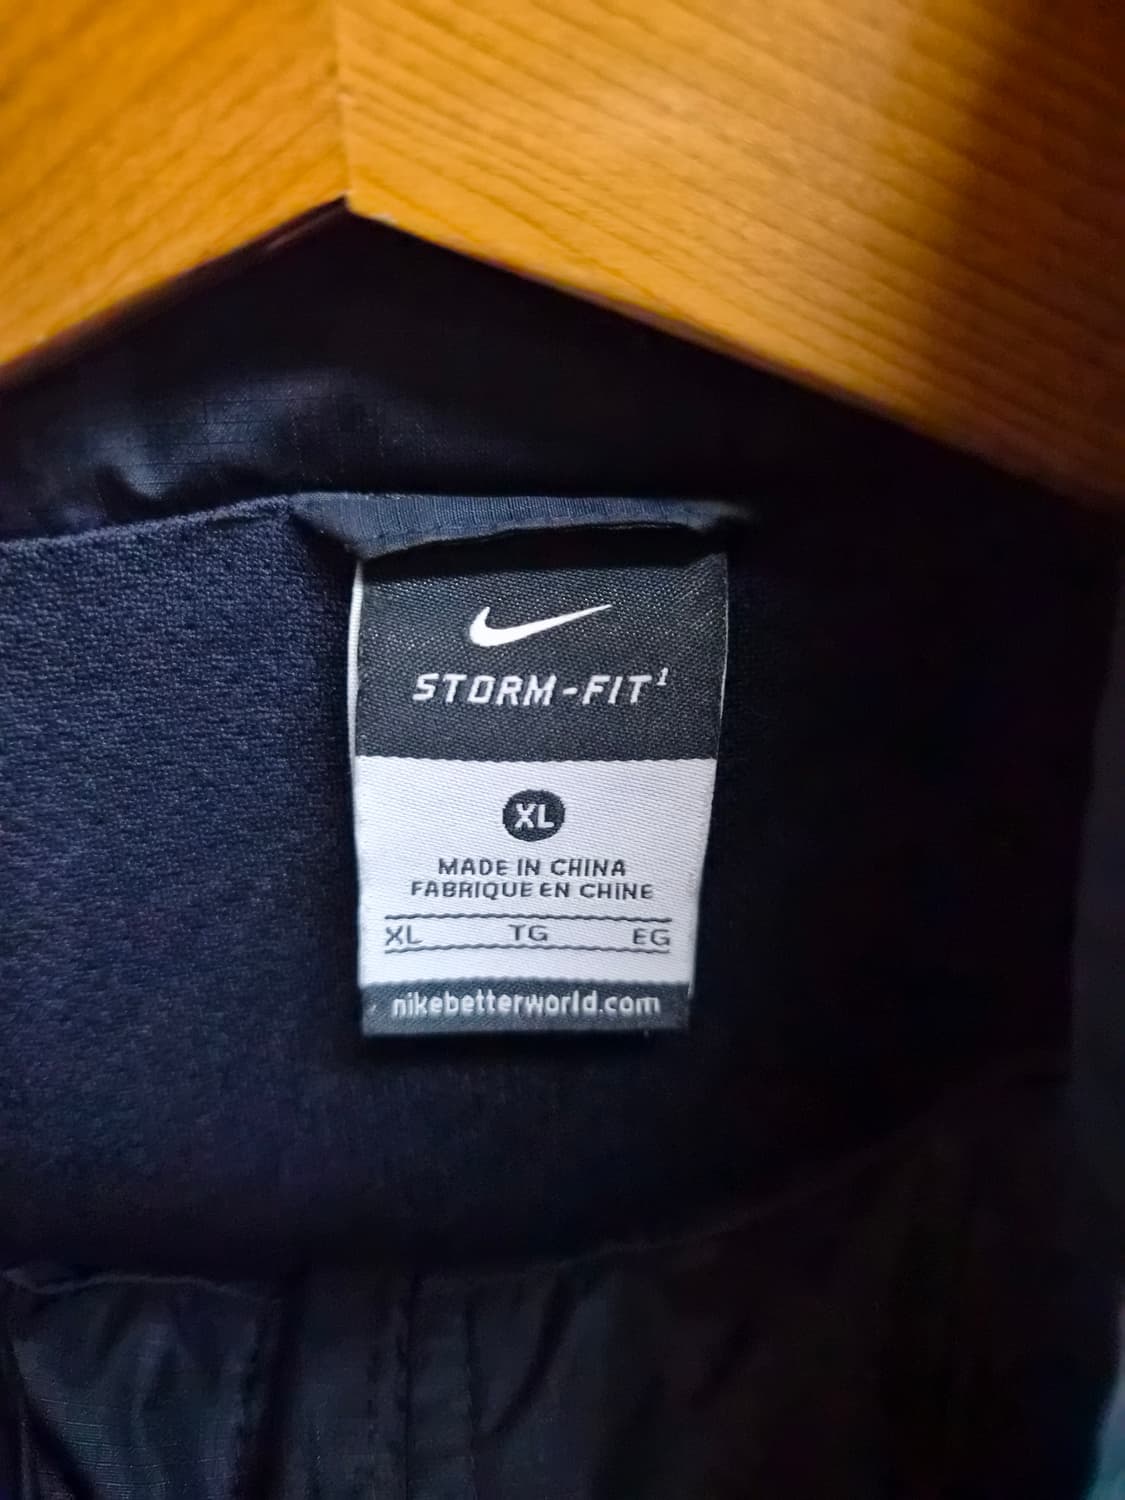 STORM-FIT¹
XL
MADE IN CHINA
FABRIQUE EN CHINE
XL TG EG
nikebetterworld.com